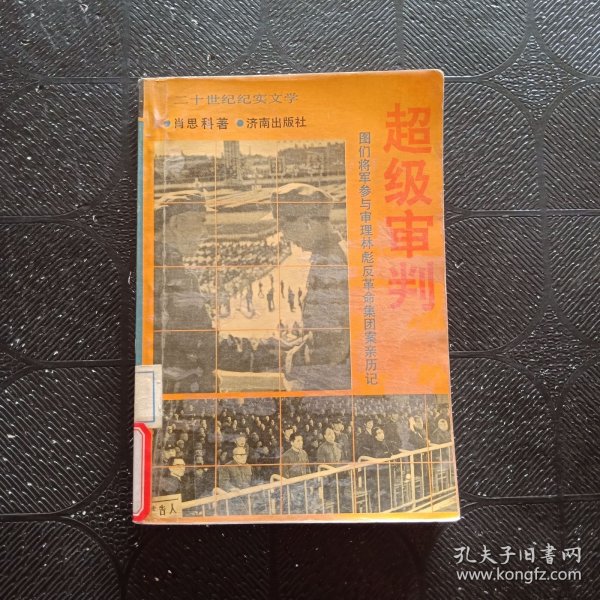 二十世纪纪实文学
●肖思科著 ●济南出版社
超级审判
图们将军参与审理林彪反革命集团案亲历记
告人
孔夫子旧书网
www.kongfz.com